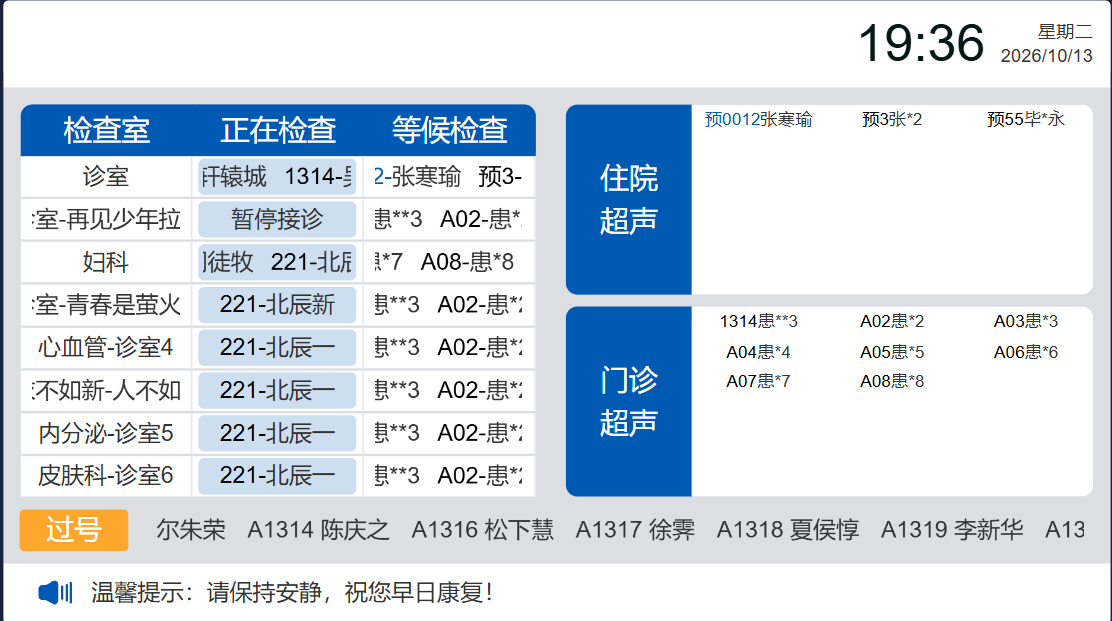 19:36
星期二
2026/10/13
检查室 正在检查 等候检查
诊室 轩辕城 1314- 2-张寒瑜 预3-
室-再见少年拉 暂停接诊 患**3 A02-患*
妇科 徒牧 221-北辰 *7 A08-患*8
室-青春是萤火 221-北辰新 患**3 A02-患*2
心血管-诊室4 221-北辰一 患**3 A02-患*2
不如新-人不如 221-北辰一 患**3 A02-患*2
内分泌-诊室5 221-北辰一 患**3 A02-患*2
皮肤科-诊室6 221-北辰一 患**3 A02-患*2
住院
超声
预0012张寒瑜 预3张*2 预55毕*永
门诊
超声
1314患**3 A02患*2 A03患*3
A04患*4 A05患*5 A06患*6
A07患*7 A08患*8
过号 尔朱荣 A1314 陈庆之 A1316 松下慧 A1317 徐霁 A1318 夏侯惇 A1319 李新华 A13
温馨提示：请保持安静，祝您早日康复！